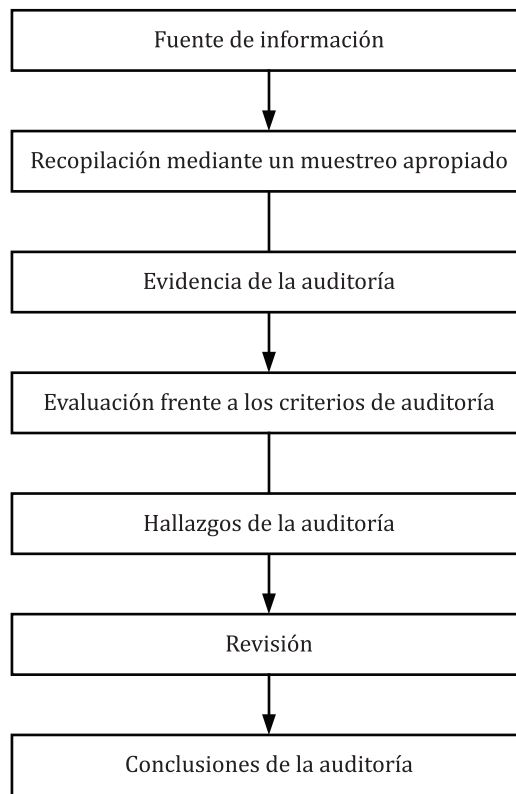 Fuente de información
Recopilación mediante un muestreo apropiado
Evidencia de la auditoría
Evaluación frente a los criterios de auditoría
Hallazgos de la auditoría
Revisión
Conclusiones de la auditoría